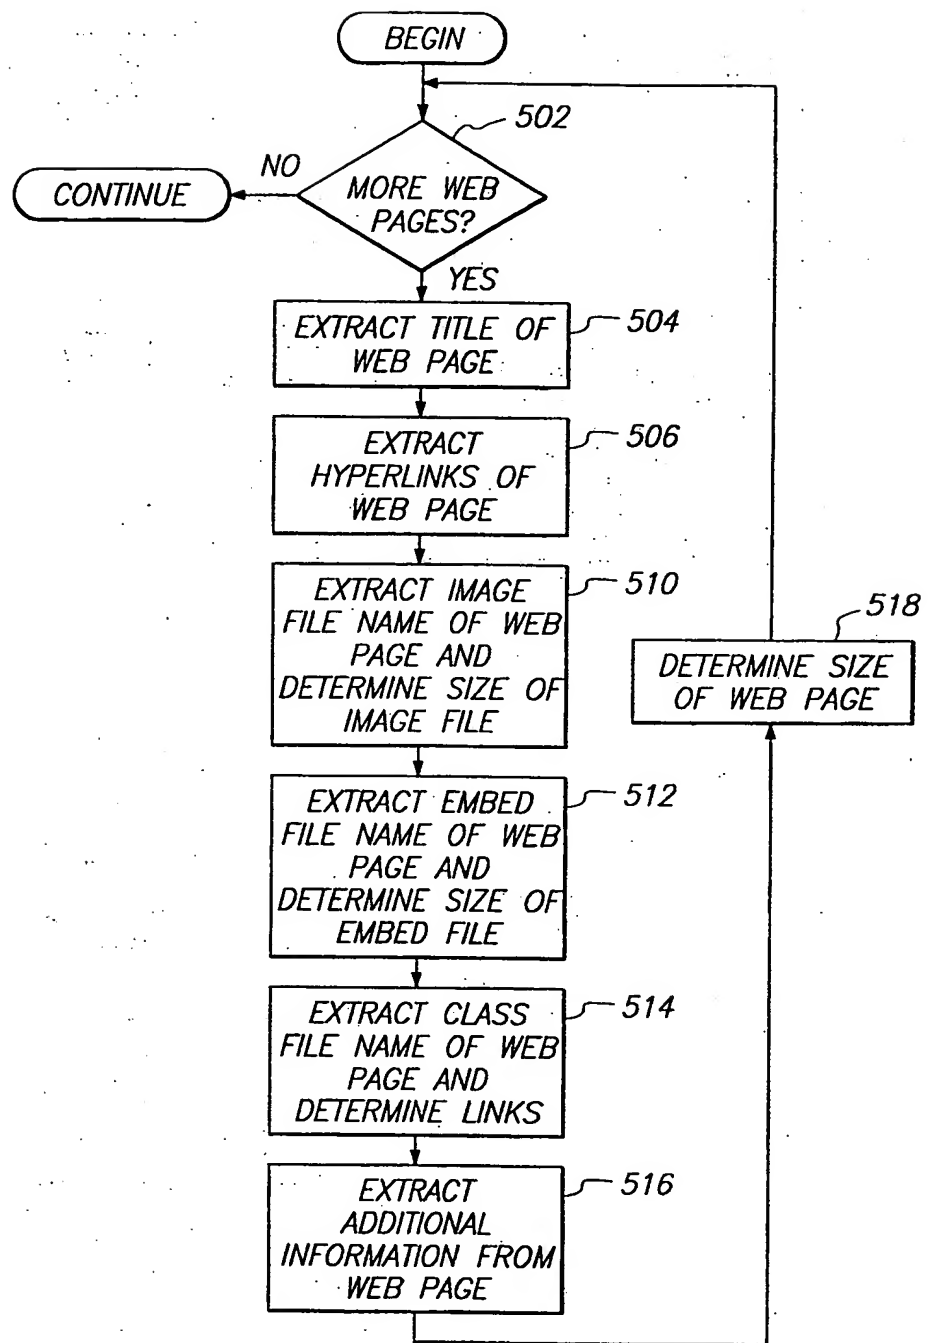 BEGIN
502
NO
CONTINUE
MORE WEB
PAGES?
YES
EXTRACT TITLE OF
WEB PAGE
504
EXTRACT
HYPERLINKS OF
WEB PAGE
506
EXTRACT IMAGE
FILE NAME OF WEB
PAGE AND
DETERMINE SIZE OF
IMAGE FILE
510
518
DETERMINE SIZE
OF WEB PAGE
EXTRACT EMBED
FILE NAME OF WEB
PAGE AND
DETERMINE SIZE OF
EMBED FILE
512
EXTRACT CLASS
FILE NAME OF WEB
PAGE AND
DETERMINE LINKS
514
EXTRACT
ADDITIONAL
INFORMATION FROM
WEB PAGE
516